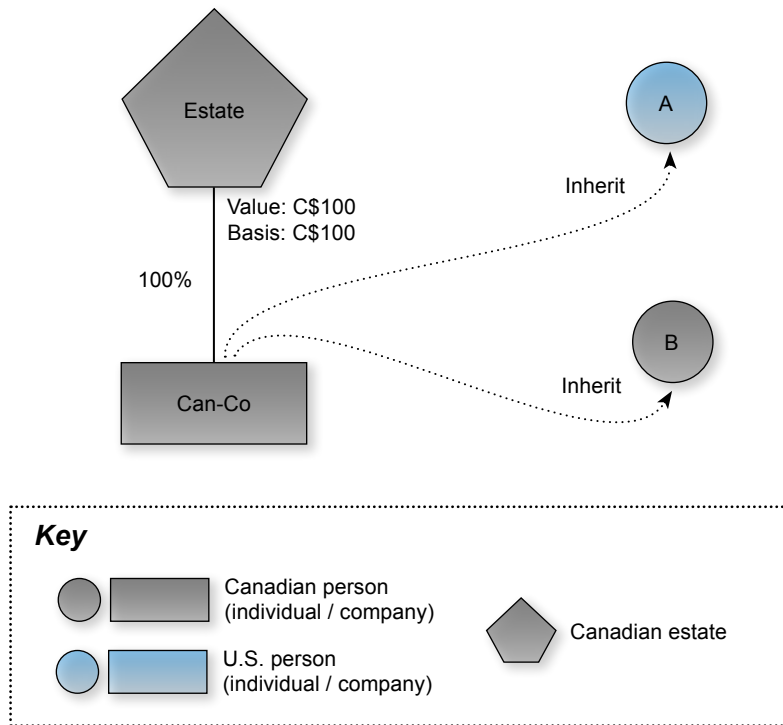 Estate
A
Inherit
Value: C$100
Basis: C$100
100%
B
Inherit
Can-Co
Key
Canadian person
(individual / company)
Canadian estate
U.S. person
(individual / company)